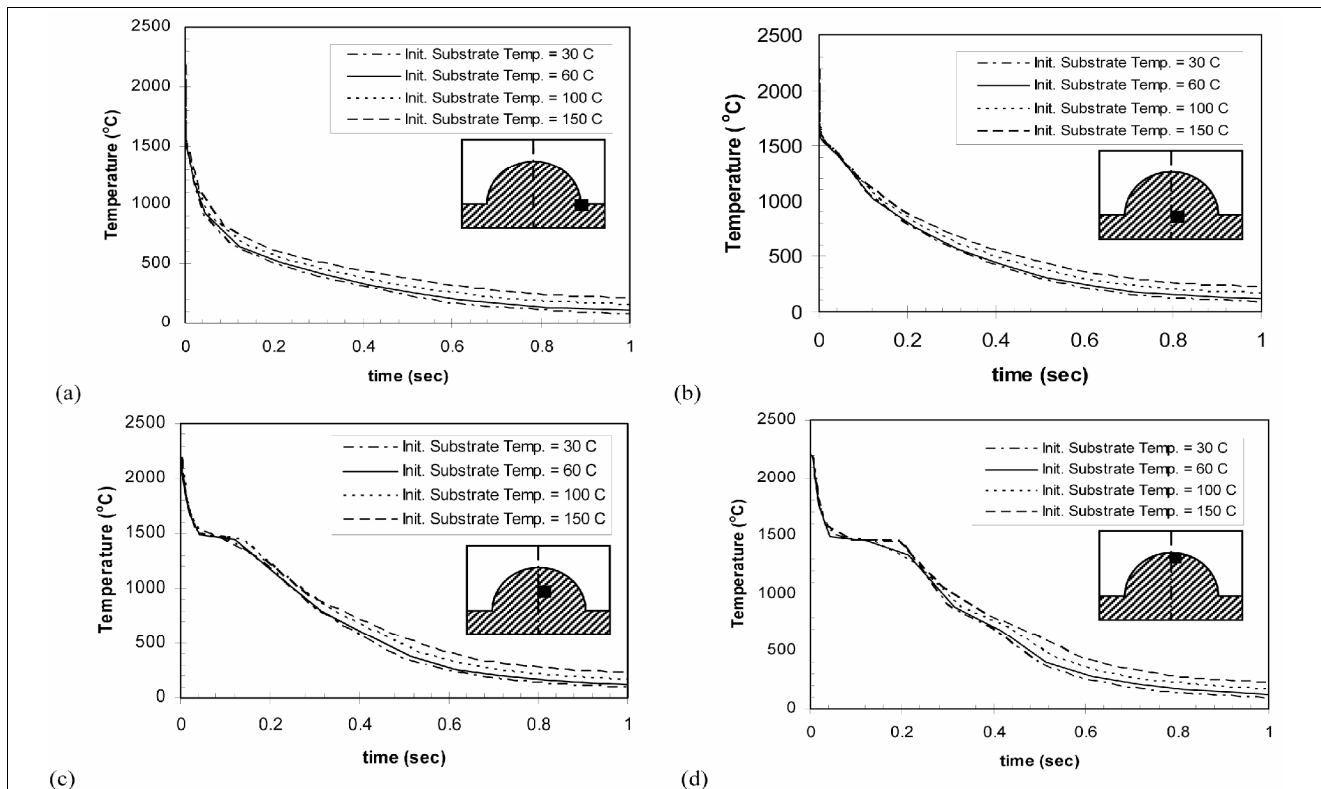 2500
2000
1500
1000
500
0
Temperature (°C)
Init. Substrate Temp. = 30 C
Init. Substrate Temp. = 60 C
Init. Substrate Temp. = 100 C
Init. Substrate Temp. = 150 C
0 0.2 0.4 0.6 0.8 1
time (sec)
(a)
2500
2000
1500
1000
500
0
Temperature ( °C)
Init. Substrate Temp. = 30 C
Init. Substrate Temp. = 60 C
Init. Substrate Temp. = 100 C
Init. Substrate Temp. = 150 C
0 0.2 0.4 0.6 0.8 1
time (sec)
(b)
2500
2000
1500
1000
500
0
Temperature (°C)
Init. Substrate Temp. = 30 C
Init. Substrate Temp. = 60 C
Init. Substrate Temp. = 100 C
Init. Substrate Temp. = 150 C
0 0.2 0.4 0.6 0.8 1
time (sec)
(c)
2500
2000
1500
1000
500
0
Temperature (°C)
Init. Substrate Temp. = 30 C
Init. Substrate Temp. = 60 C
Init. Substrate Temp. = 100 C
Init. Substrate Temp. = 150 C
0 0.2 0.4 0.6 0.8 1
time (sec)
(d)